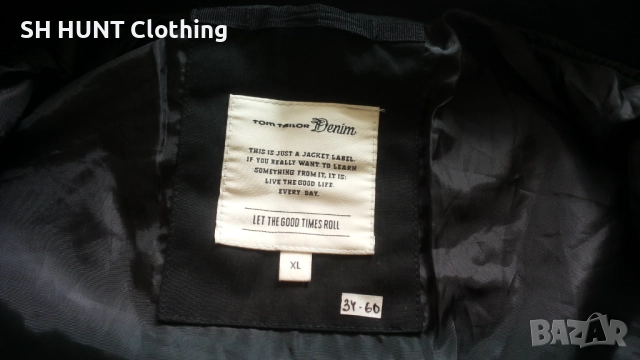 SH HUNT Clothing
TOM TAILOR Denim
THIS IS JUST A JACKET LABEL.
IF YOU REALLY WANT TO LEARN
SOMETHING FROM IT, IT IS:
LIVE THE GOOD LIFE.
EVERY DAY.
LET THE GOOD TIMES ROLL
XL
34-60
BAZAR